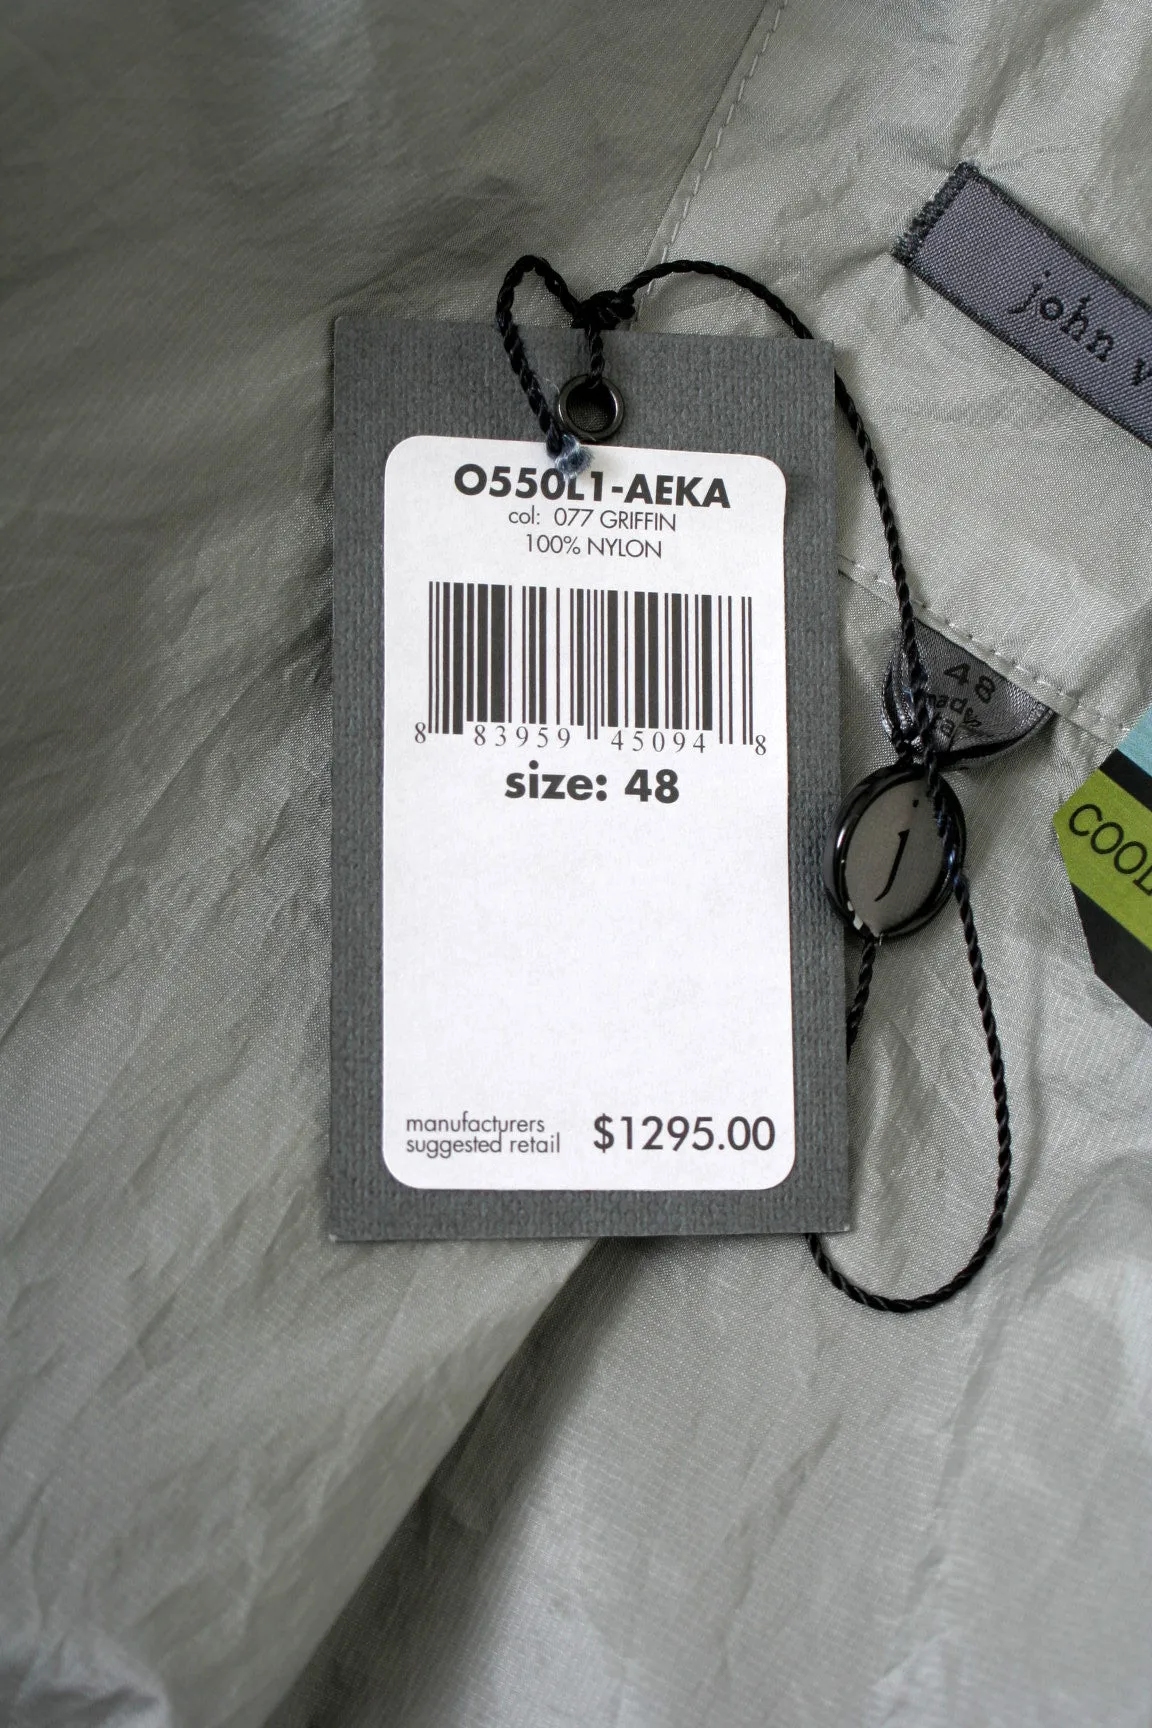 john v
O550L1-AEKA
col: 077 GRIFFIN
100% NYLON
8 83959 45094 8
size: 48
manufacturers
suggested retail
$1295.00
48
j
COOL